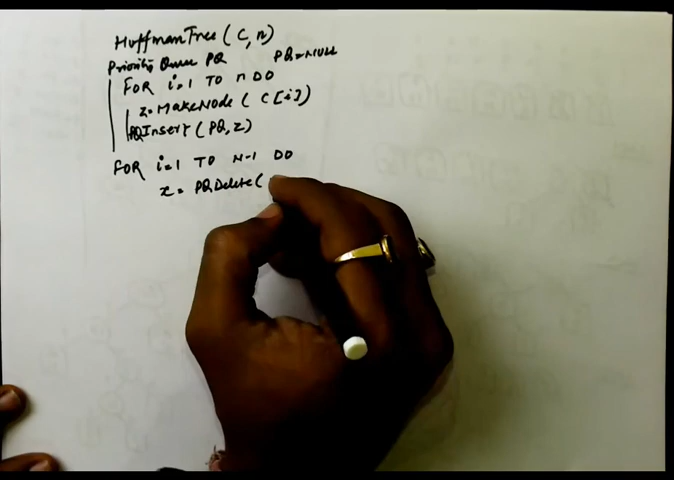 HuffmanTree ( C, n)
Priority Queue PQ PQ=NULL
FOR i=1 TO n DO
z=MakeNode ( C [i])
PQInsert (PQ, z)
FOR i=1 TO N-1 DO
x = PQDelete (